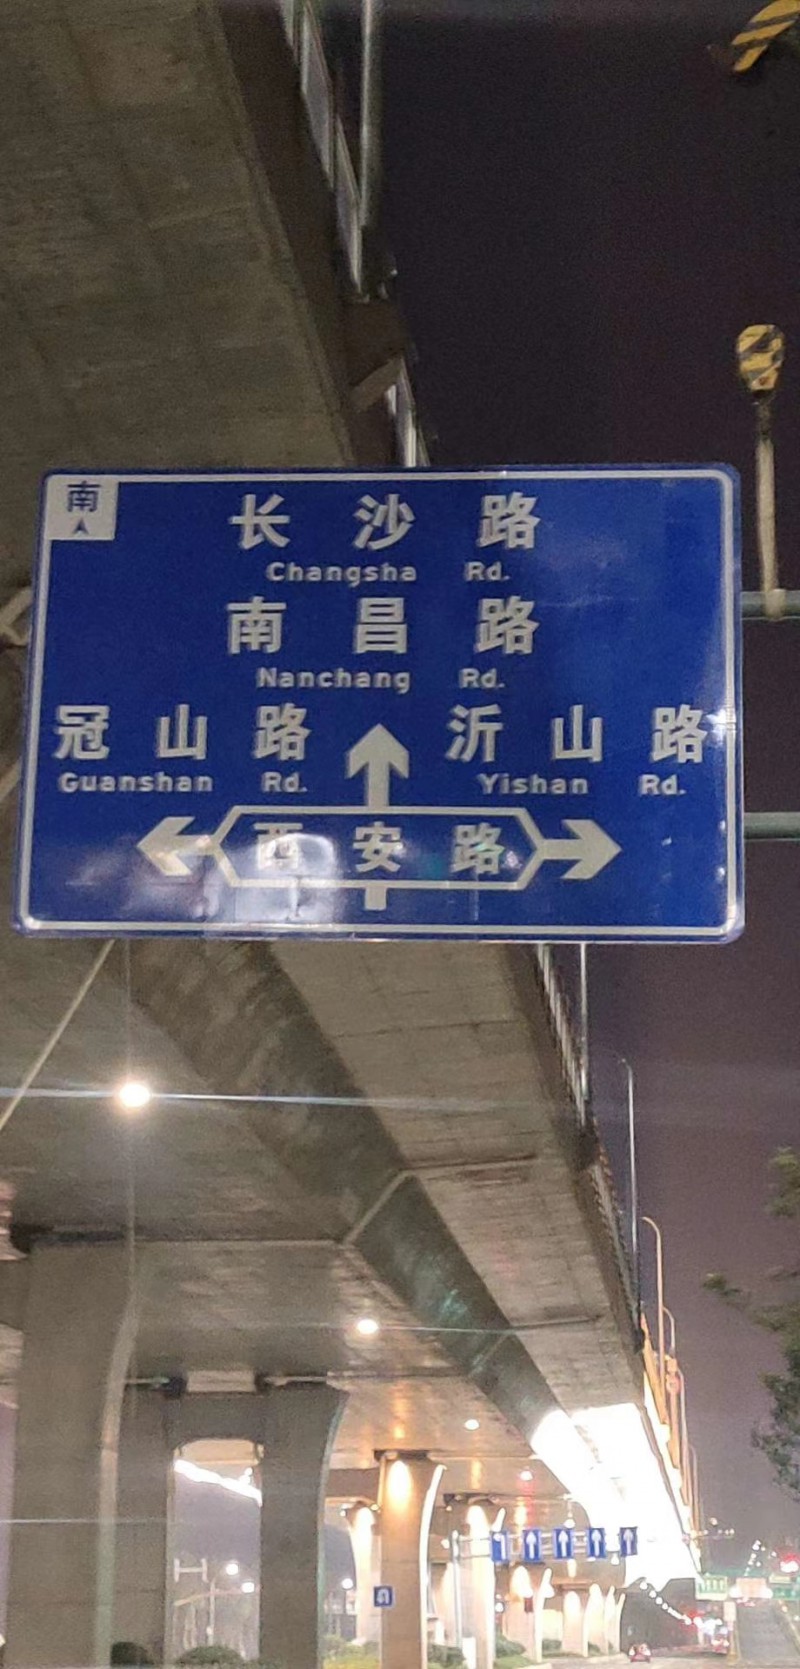 南
长沙路
Changsha Rd.
南昌路
Nanchang Rd.
冠山路 沂山路
Guanshan Rd. Yishan Rd.
西安路